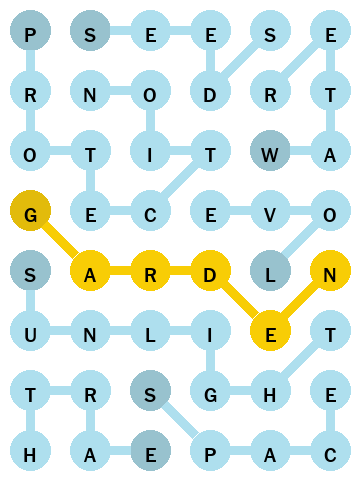 P S E E S E
R N O D R T
O T I T W A
G E C E V O
S A R D L N
U N L I E T
T R S G H E
H A E P A C